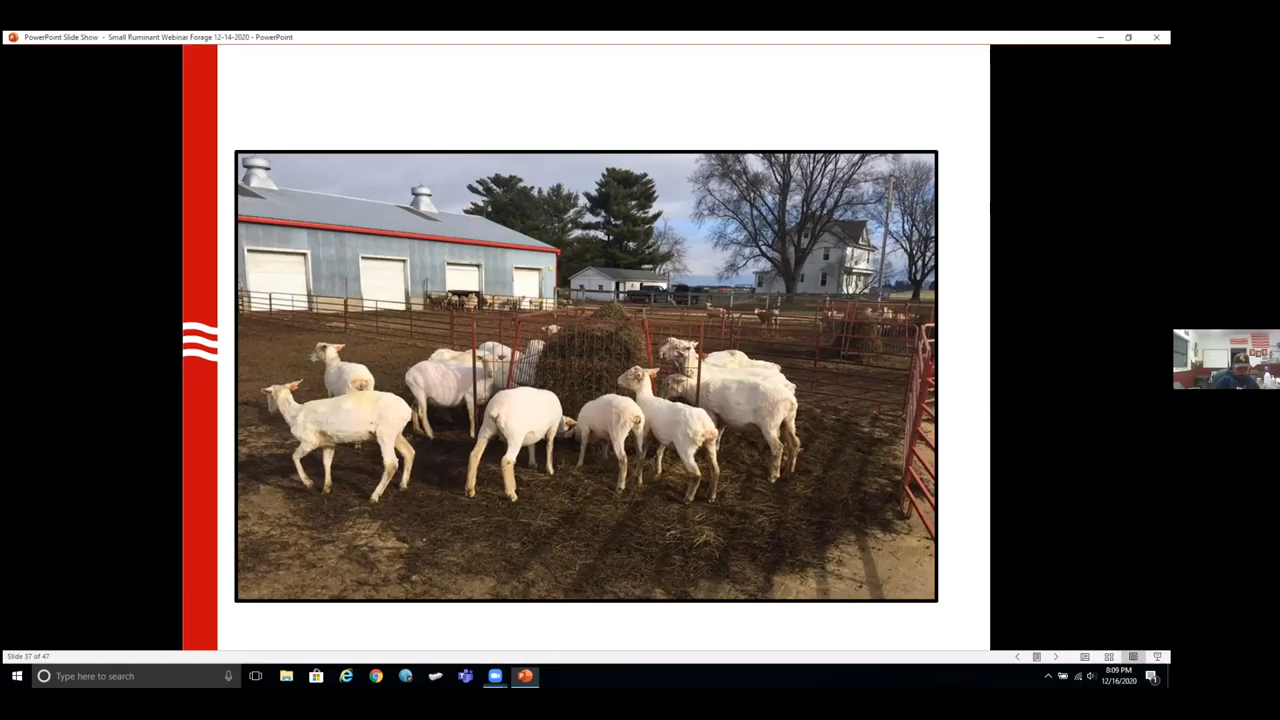 PowerPoint Slide Show - Small Ruminant Webinar Forage 12-14-2020 - PowerPoint
Slide 37 of 47
Type here to search
8:09 PM
12/16/2020